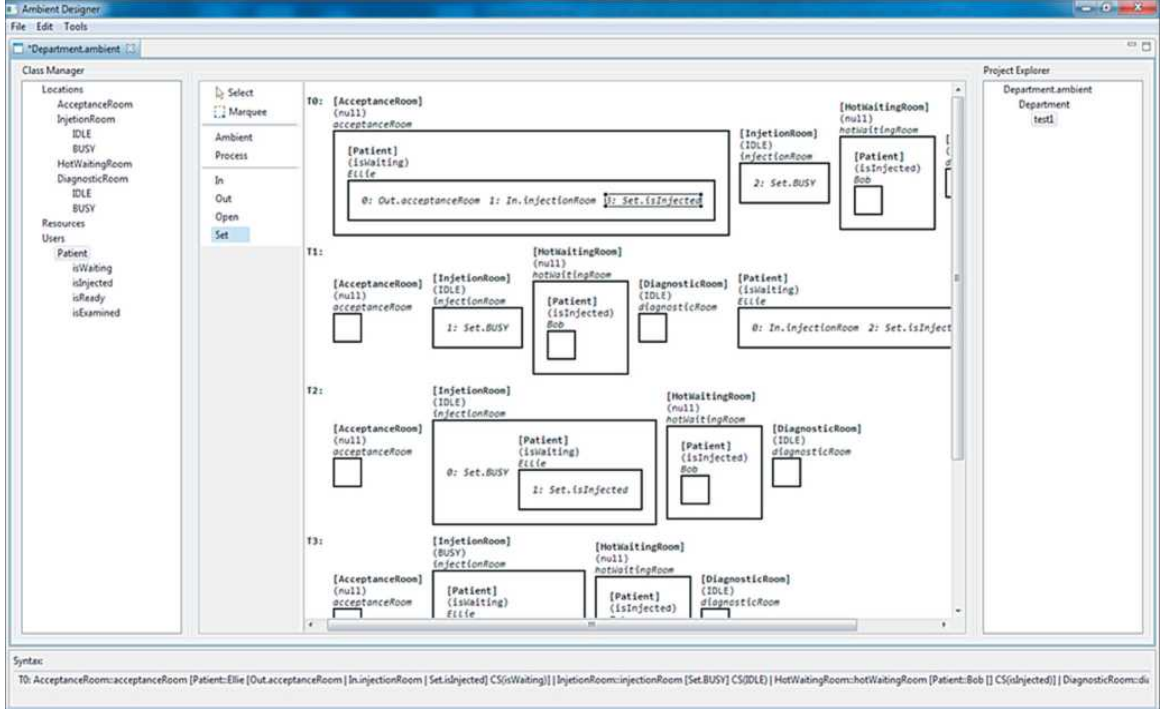 Ambient Designer
File Edit Tools
*Department.ambient
Class Manager
Locations
AcceptanceRoom
InjetionRoom
IDLE
BUSY
HotWaitingRoom
DiagnosticRoom
IDLE
BUSY
Resources
Users
Patient
isWaiting
isInjected
isReady
isExamined
Select
Marquee
Ambient
Process
In
Out
Open
Set
T0: [AcceptanceRoom]
(null)
acceptanceRoom
[Patient]
(isWaiting)
Ellie
0: Out.acceptanceRoom 1: In.injectionRoom 3: Set.isInjected
[InjetionRoom]
(IDLE)
injectionRoom
2: Set.BUSY
[HotWaitingRoom]
(null)
hotWaitingRoom
[Patient]
(isInjected)
Bob
T1:
[AcceptanceRoom]
(null)
acceptanceRoom
[InjetionRoom]
(IDLE)
injectionRoom
1: Set.BUSY
[HotWaitingRoom]
(null)
hotWaitingRoom
[Patient]
(isInjected)
Bob
[DiagnosticRoom]
(IDLE)
diagnosticRoom
[Patient]
(isWaiting)
Ellie
0: In.injectionRoom 2: Set.isInject
T2:
[AcceptanceRoom]
(null)
acceptanceRoom
[InjetionRoom]
(IDLE)
injectionRoom
0: Set.BUSY
[Patient]
(isWaiting)
Ellie
1: Set.isInjected
[HotWaitingRoom]
(null)
hotWaitingRoom
[Patient]
(isInjected)
Bob
[DiagnosticRoom]
(IDLE)
diagnosticRoom
T3:
[AcceptanceRoom]
(null)
acceptanceRoom
[InjetionRoom]
(BUSY)
injectionRoom
[Patient]
(isWaiting)
Ellie
[HotWaitingRoom]
(null)
hotWaitingRoom
[Patient]
(isInjected)
[DiagnosticRoom]
(IDLE)
diagnosticRoom
Project Explorer
Department.ambient
Department
test1
Syntax:
T0: AcceptanceRoom::acceptanceRoom [Patient::Ellie [Out.acceptanceRoom | In.injectionRoom | Set.isInjected] CS(isWaiting)] | InjetionRoom::injectionRoom [Set.BUSY] CS(IDLE) | HotWaitingRoom::hotWaitingRoom [Patient::Bob [] CS(isInjected)] | DiagnosticRoom::di